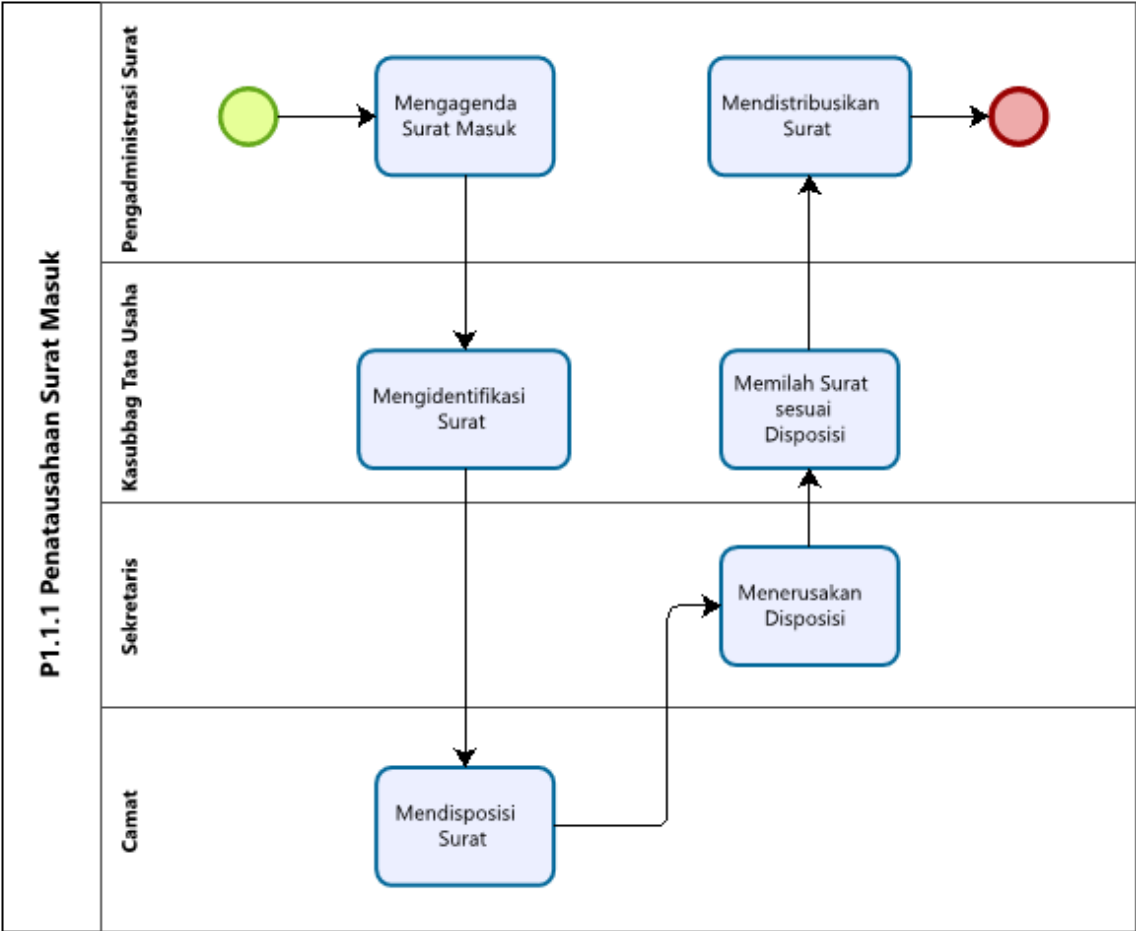 P1.1.1 Penatausahaan Surat Masuk
Pengadministrasi Surat
Mengagenda
Surat Masuk
Mendistribusikan
Surat
Kasubbag Tata Usaha
Mengidentifikasi
Surat
Memilah Surat
sesuai
Disposisi
Sekretaris
Menerusakan
Disposisi
Camat
Mendisposisi
Surat